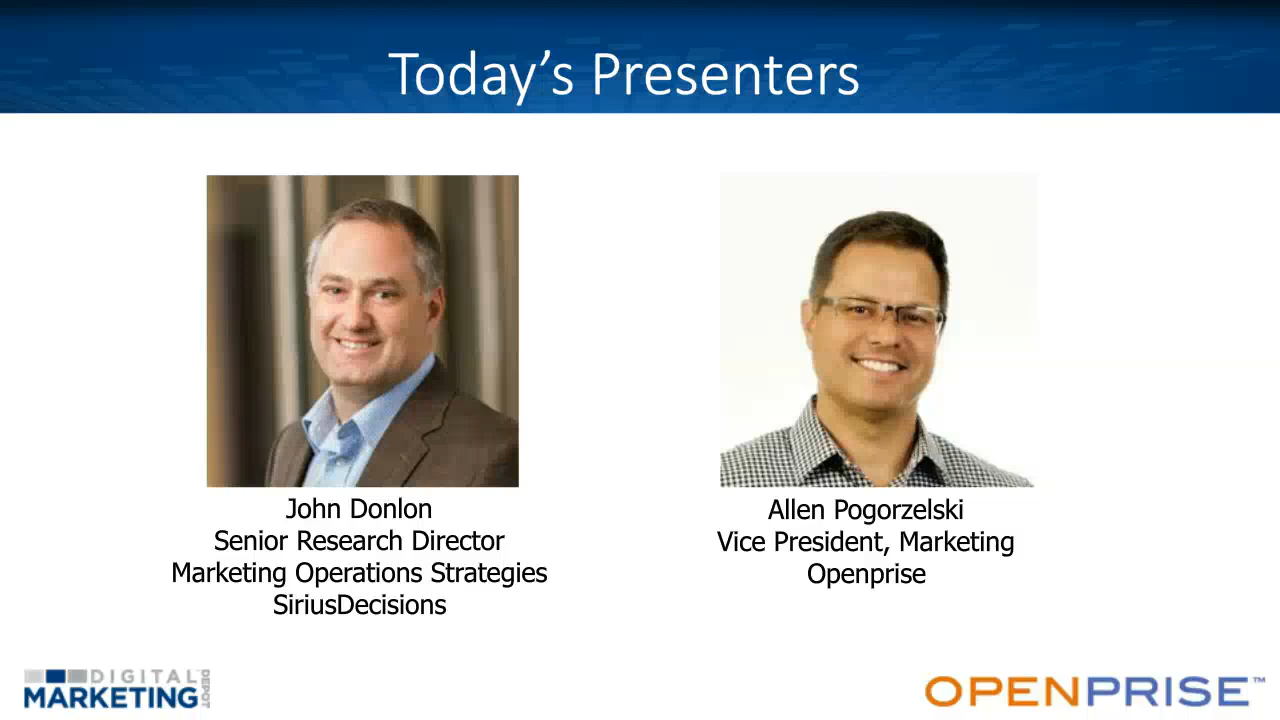 Today's Presenters
John Donlon
Senior Research Director
Marketing Operations Strategies
SiriusDecisions
Allen Pogorzelski
Vice President, Marketing
Openprise
DIGITAL
MARKETING
DEPOT
OPENPRISE™